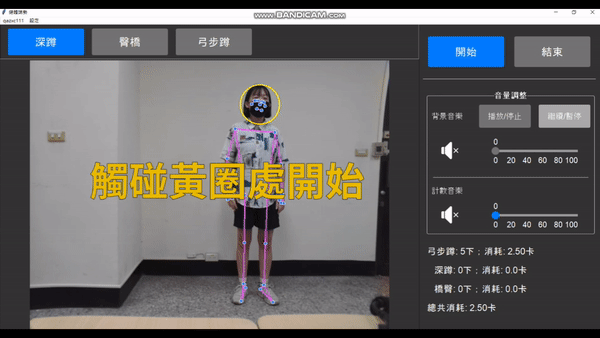 www.BANDICAM.com
設定
深蹲
臀橋
弓步蹲
開始
結束
觸碰黃圈處開始
音量調整
背景音樂
播放/停止
繼續/暫停
0
0 20 40 60 80 100
計數音樂
0
0 20 40 60 80 100
弓步蹲: 5下 ; 消耗: 2.50卡
深蹲: 0下 ; 消耗: 0.0卡
橋臀: 0下 ; 消耗: 0.0卡
總共消耗: 2.50卡